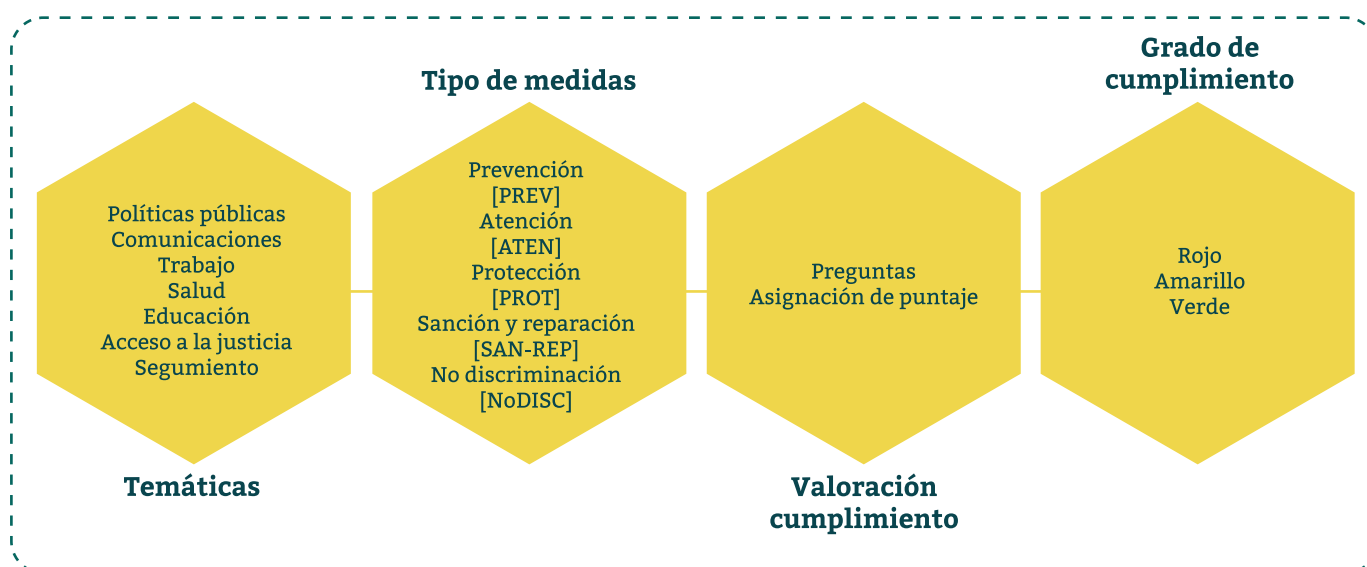 Políticas públicas
Comunicaciones
Trabajo
Salud
Educación
Acceso a la justicia
Segumiento
Temáticas
Tipo de medidas
Prevención
[PREV]
Atención
[ATEN]
Protección
[PROT]
Sanción y reparación
[SAN-REP]
No discriminación
[NoDISC]
Preguntas
Asignación de puntaje
Valoración
cumplimiento
Grado de
cumplimiento
Rojo
Amarillo
Verde